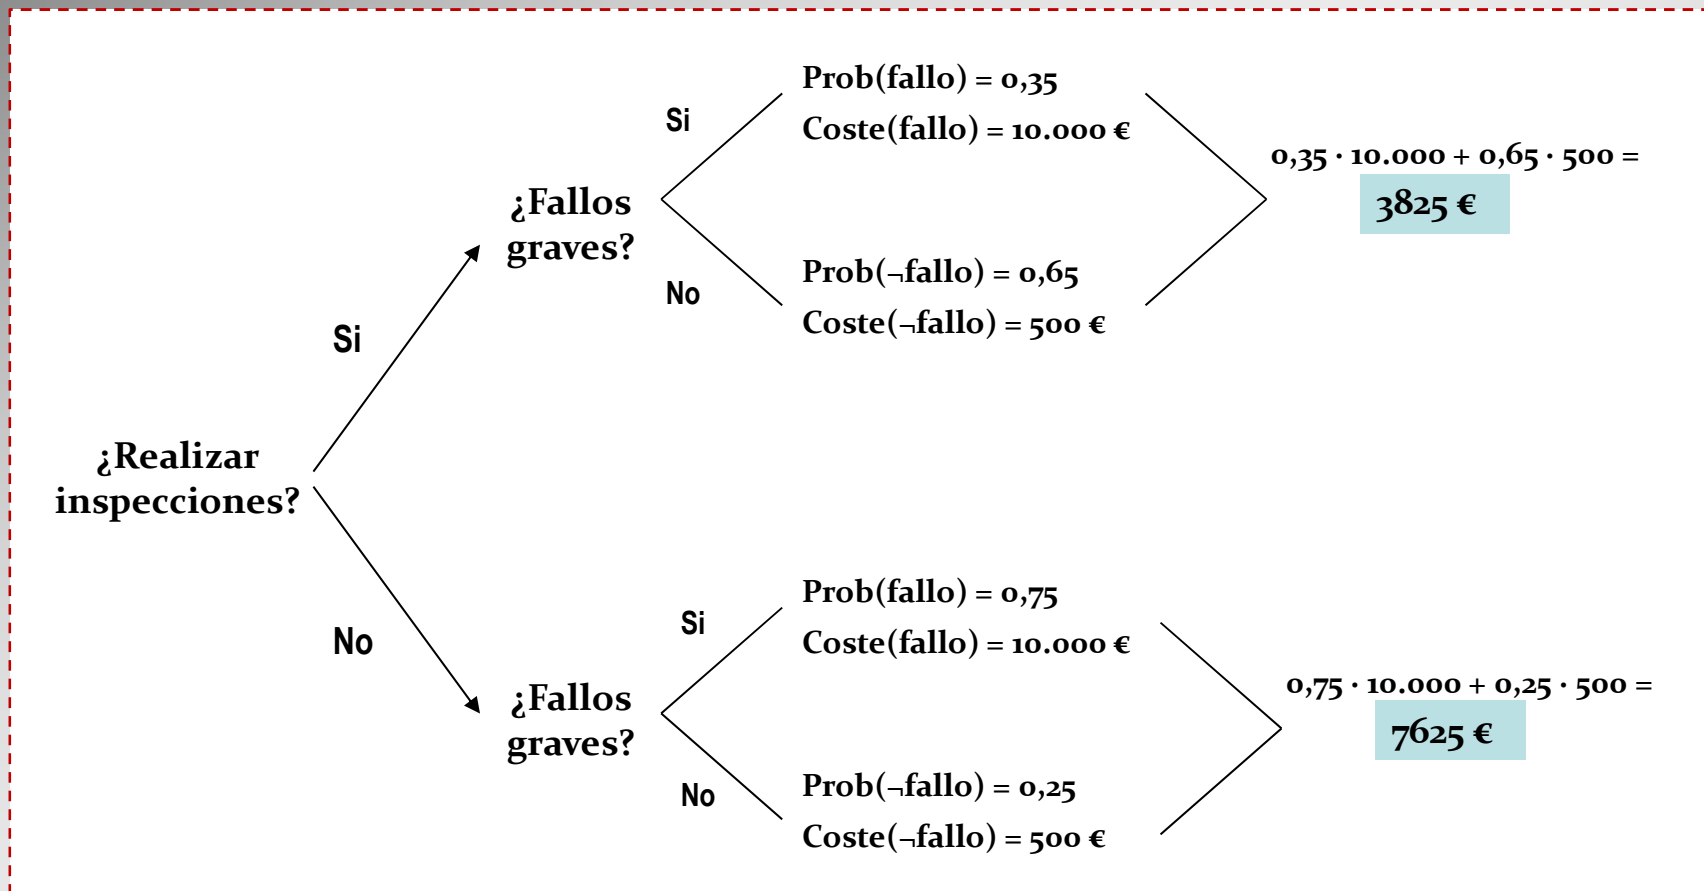 ¿Realizar
inspecciones?
Si
¿Fallos
graves?
Si
Prob(fallo) = 0,35
Coste(fallo) = 10.000 €
No
Prob(¬fallo) = 0,65
Coste(¬fallo) = 500 €
0,35 · 10.000 + 0,65 · 500 =
3825 €
No
¿Fallos
graves?
Si
Prob(fallo) = 0,75
Coste(fallo) = 10.000 €
No
Prob(¬fallo) = 0,25
Coste(¬fallo) = 500 €
0,75 · 10.000 + 0,25 · 500 =
7625 €